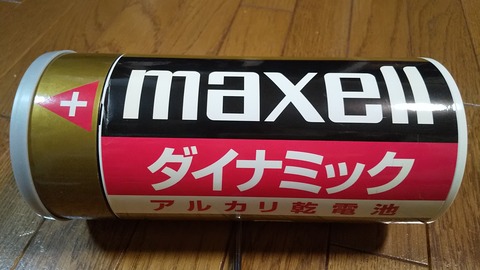 +
maxell
ダイナミック
アルカリ乾電池